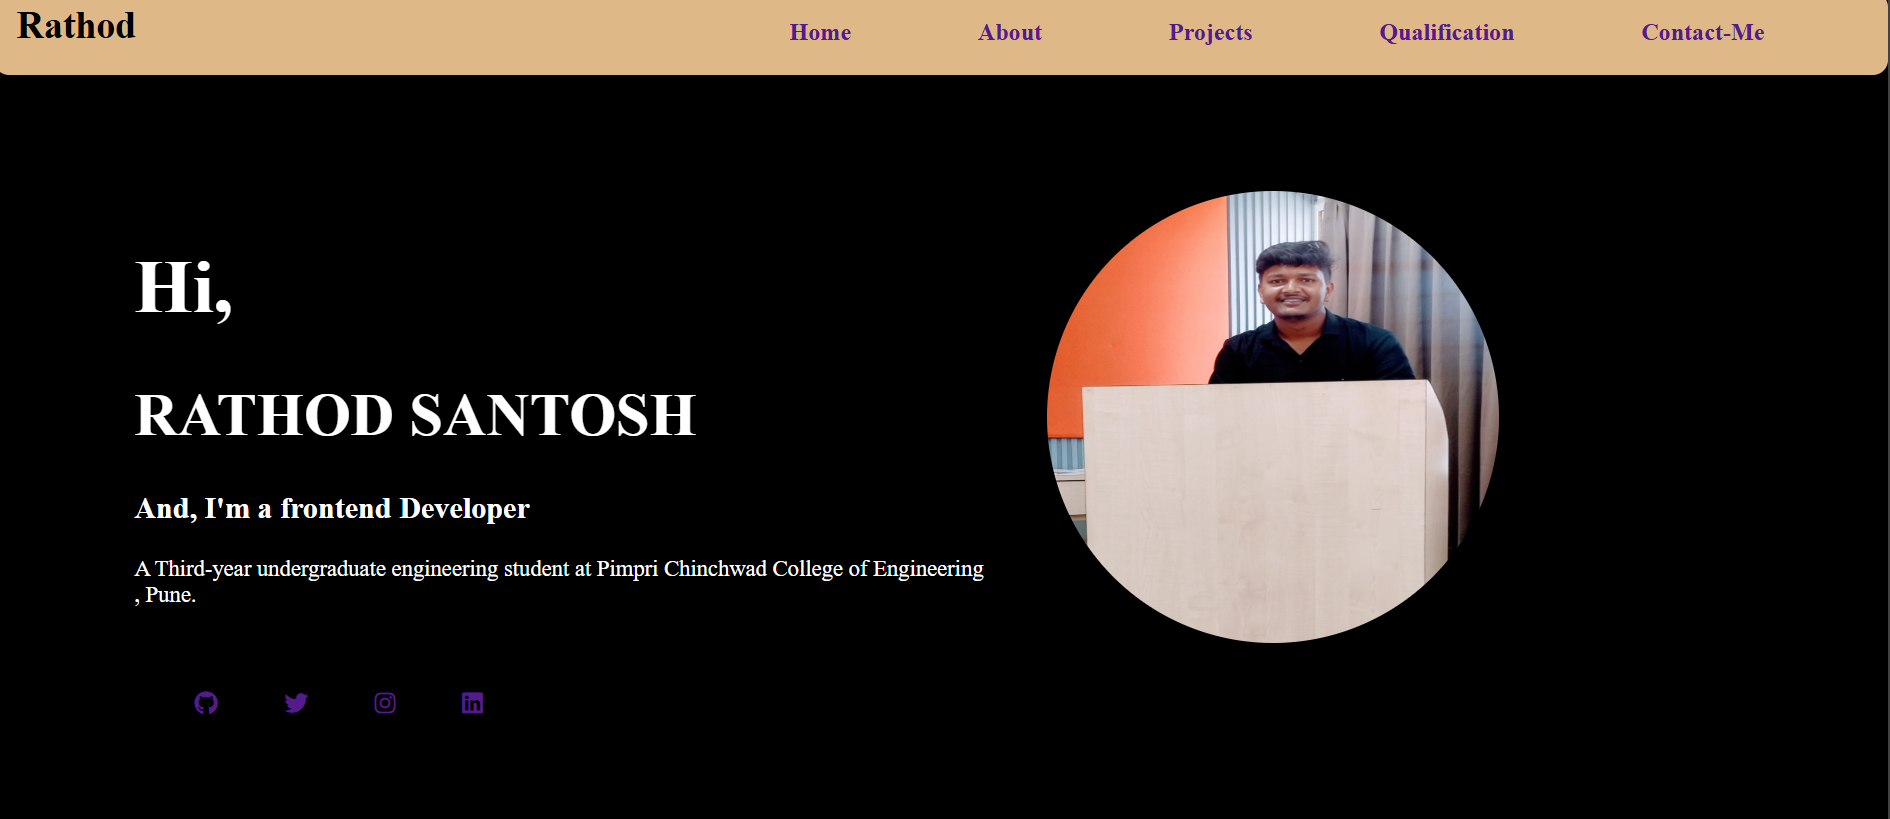 Rathod
Home About Projects Qualification Contact-Me
Hi,
RATHOD SANTOSH
And, I'm a frontend Developer
A Third-year undergraduate engineering student at Pimpri Chinchwad College of Engineering
, Pune.